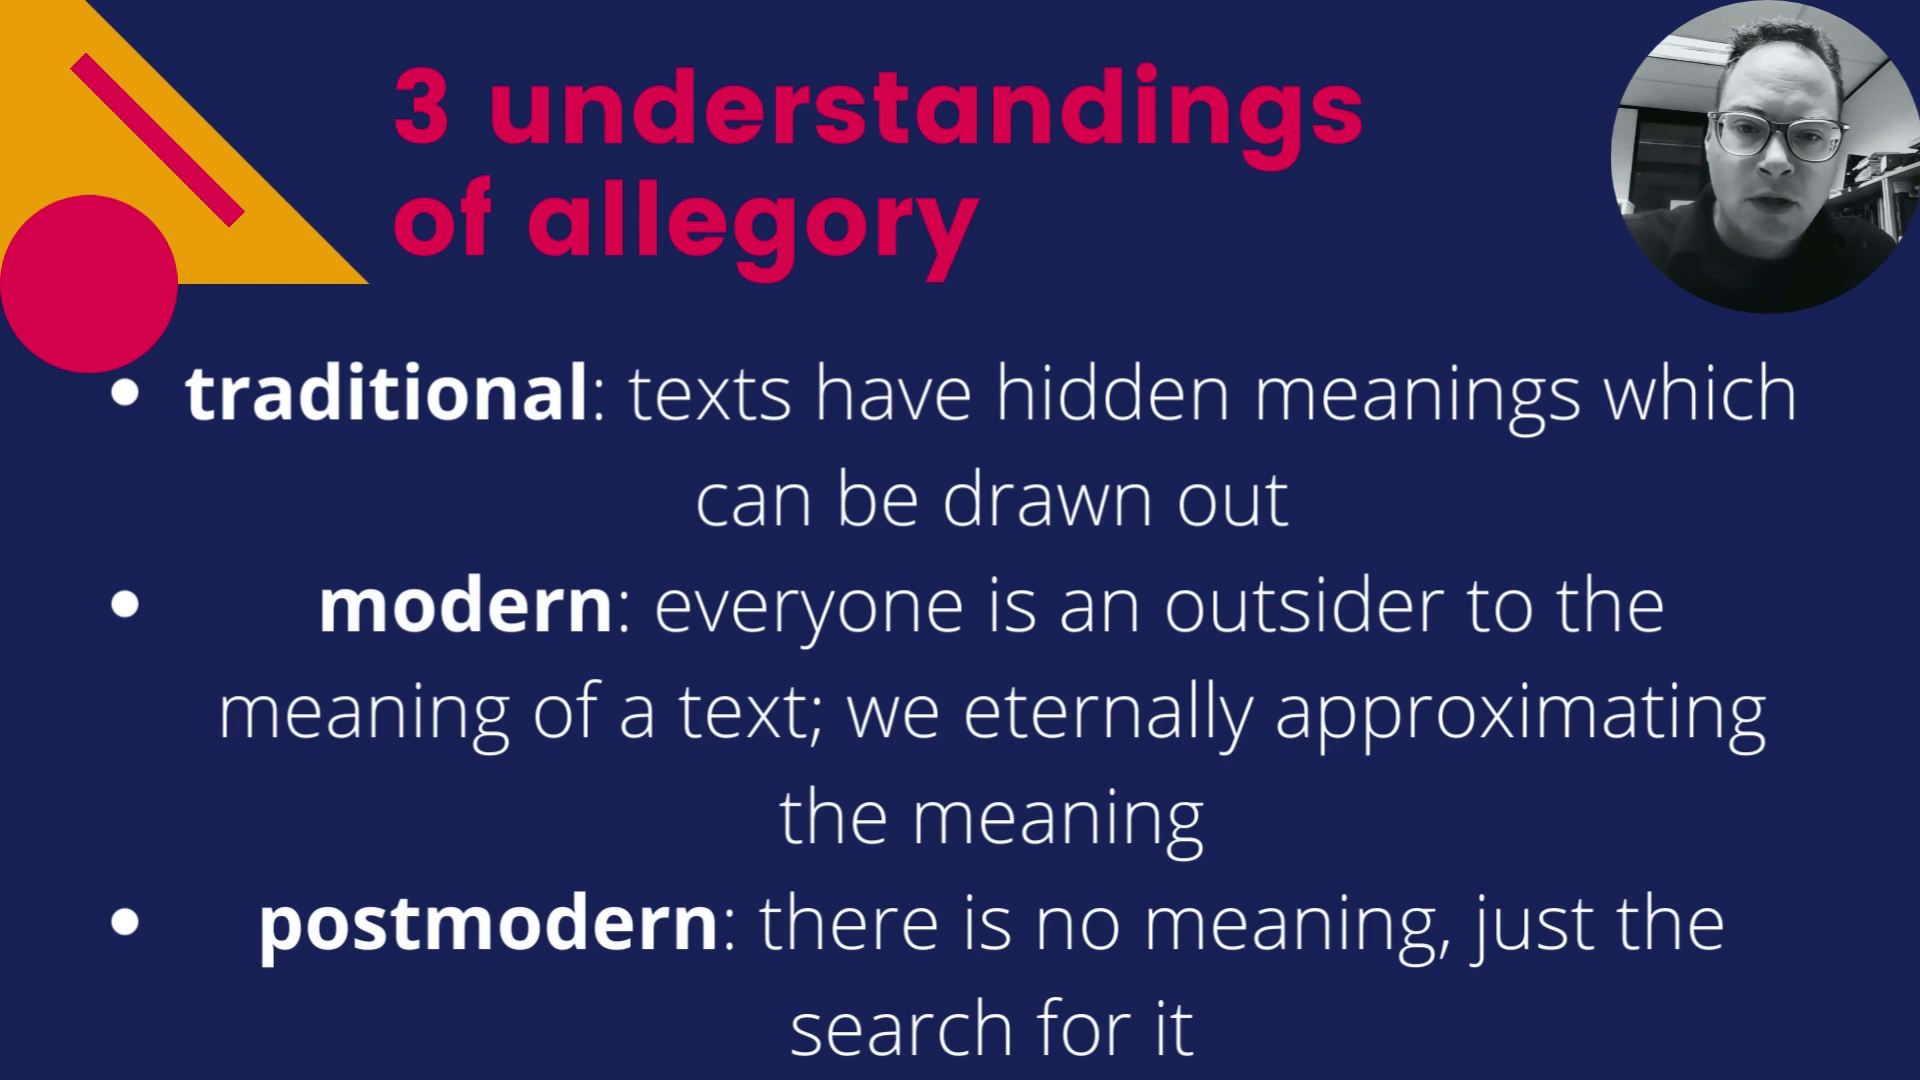 3 understandings
of allegory
• traditional: texts have hidden meanings which
can be drawn out
• modern: everyone is an outsider to the
meaning of a text; we eternally approximating
the meaning
• postmodern: there is no meaning, just the
search for it